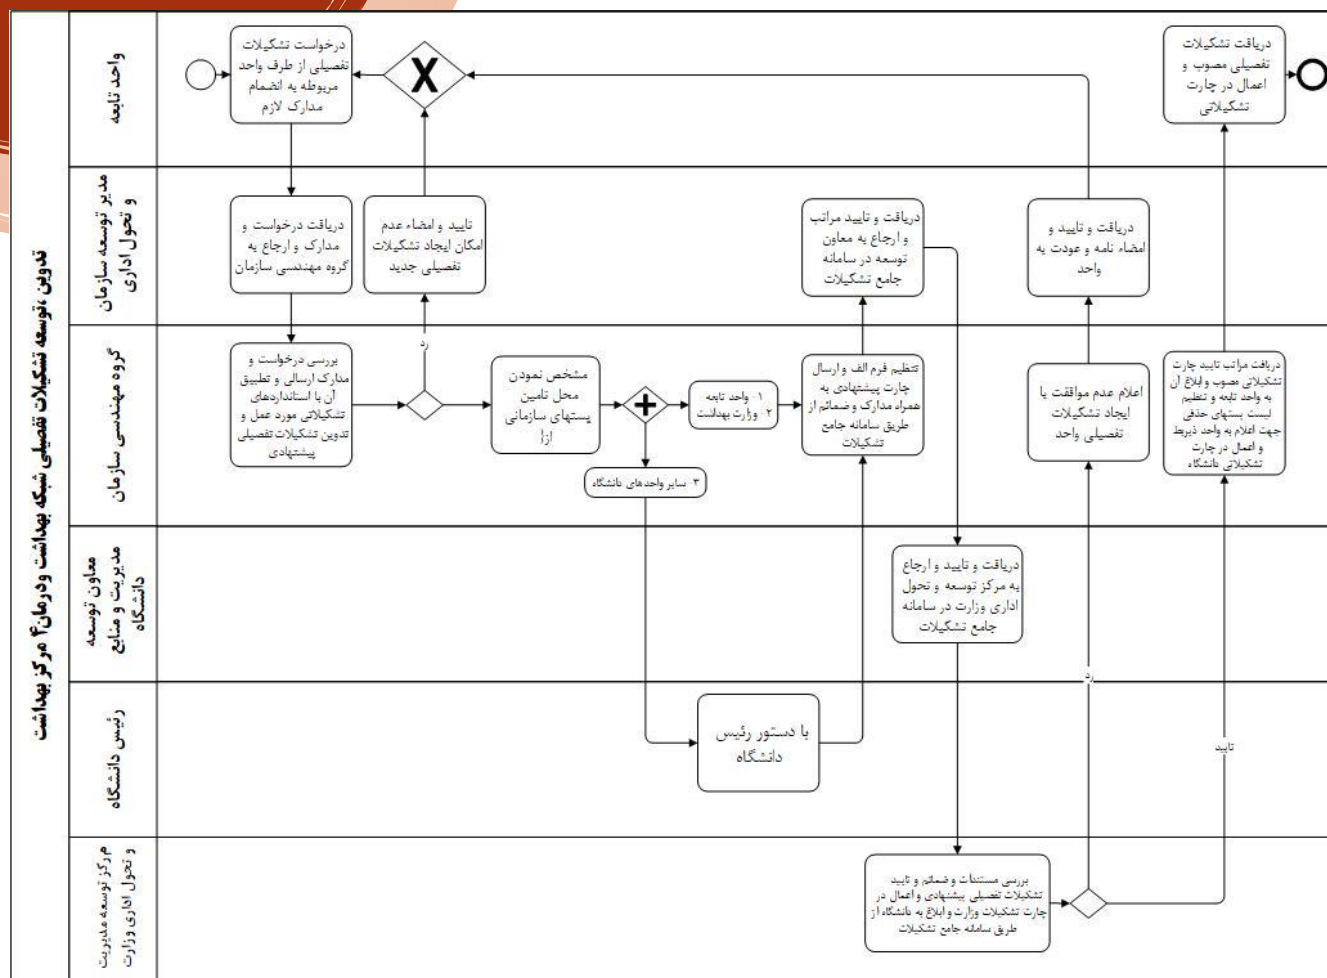 تدوین ،توسعه تشکیلات تفصیلی شبکه بهداشت ودرمان۴ مرکز بهداشت
واحد تابعه
درخواست تشکیلات
تفصیلی از طرف واحد
مربوطه به انضمام
مدارک لازم
X
دریافت تشکیلات
تفصیلی مصوب و
اعمال در چارت
تشکیلاتی
مدیر توسعه سازمان
و تحول اداری
دریافت درخواست و
مدارک و ارجاع به
گروه مهندسی سازمان
تایید و امضاء عدم
امکان ایجاد تشکیلات
تفصیلی جدید
دریافت و تایید مراتب
و ارجاع به معاون
توسعه در سامانه
جامع تشکیلات
دریافت و تایید و
امضاء نامه و عودت به
واحد
گروه مهندسی سازمان
بررسی درخواست و
مدارک ارسالی و تطبیق
آن با استانداردهای
تشکیلاتی مورد عمل و
تدوین تشکیلات تفصیلی
پیشنهادی
رد
مشخص نمودن
محل تامین
پستهای سازمانی
از{
+
۱- واحد تابعه
۲- وزارت بهداشت
۳- سایر واحدهای دانشگاه
کتنظیم فرم الف و ارسال
چارت پیشنهادی به
همراه مدارک و ضمائم از
طریق سامانه جامع
تشکیلات
اعلام عدم موافقت با
ایجاد تشکیلات
تفصیلی واحد
دریافت مراتب تایید چارت
تشکیلاتی مصوب و ابلاغ آن
به واحد تابعه و تنظیم
لیست پستهای حذفی
جهت اعلام به واحد ذیربط
و اعمال در چارت
تشکیلاتی دانشگاه
معاون توسعه
مدیریت و منابع
دانشگاه
دریافت و تایید و ارجاع
به مرکز توسعه و تحول
اداری وزارت در سامانه
جامع تشکیلات
رد
رئیس دانشگاه
با دستور رئیس
دانشگاه
تایید
مرکز توسعه مدیریت
و تحول اداری وزارت
بررسی مستندات و ضمائم و تایید
تشکیلات تفصیلی پیشنهادی و اعمال در
چارت تشکیلات وزارت و ابلاغ به دانشگاه از
طریق سامانه جامع تشکیلات